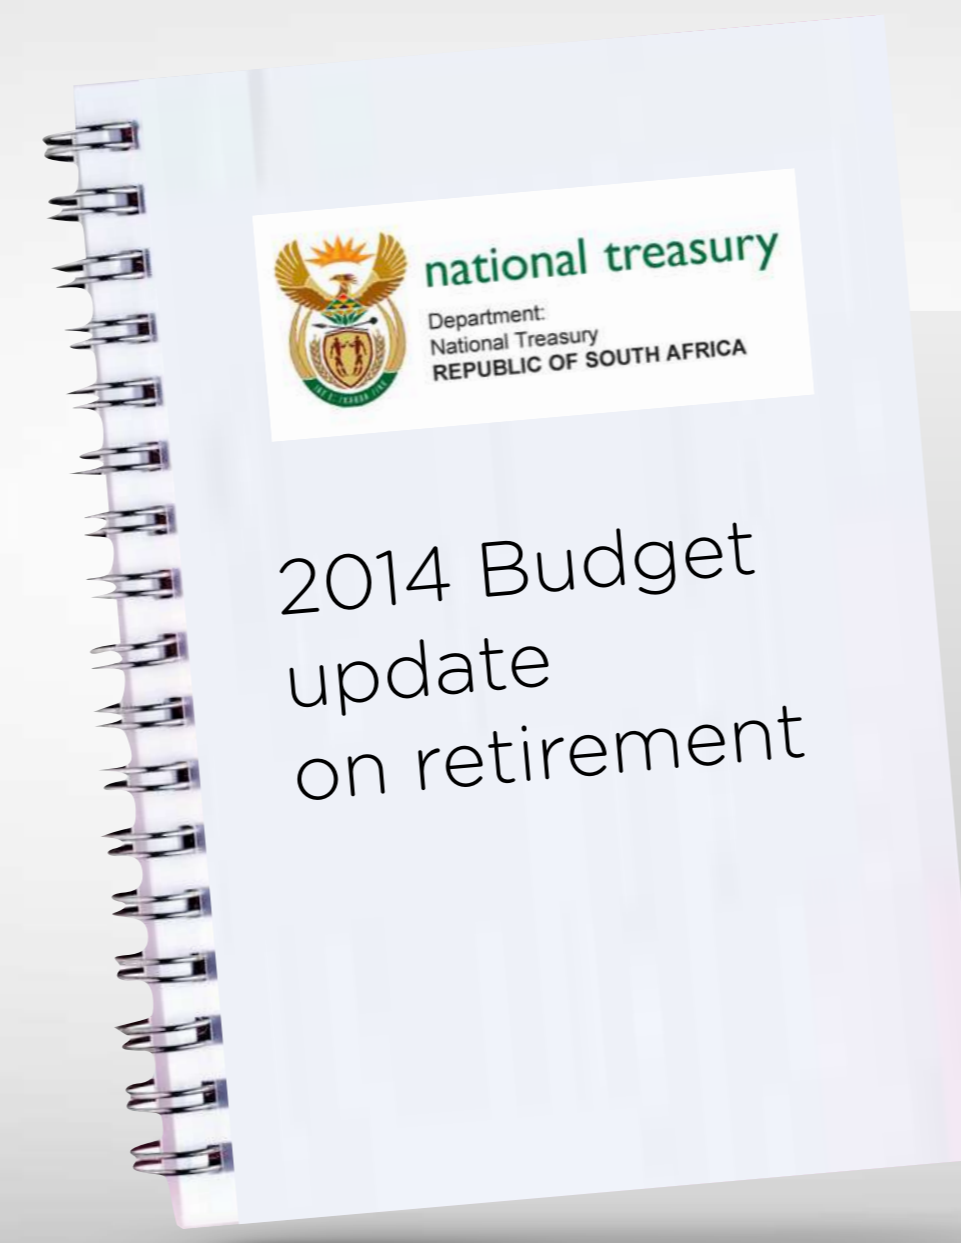 national treasury
Department:
National Treasury
REPUBLIC OF SOUTH AFRICA
2014 Budget
update
on retirement